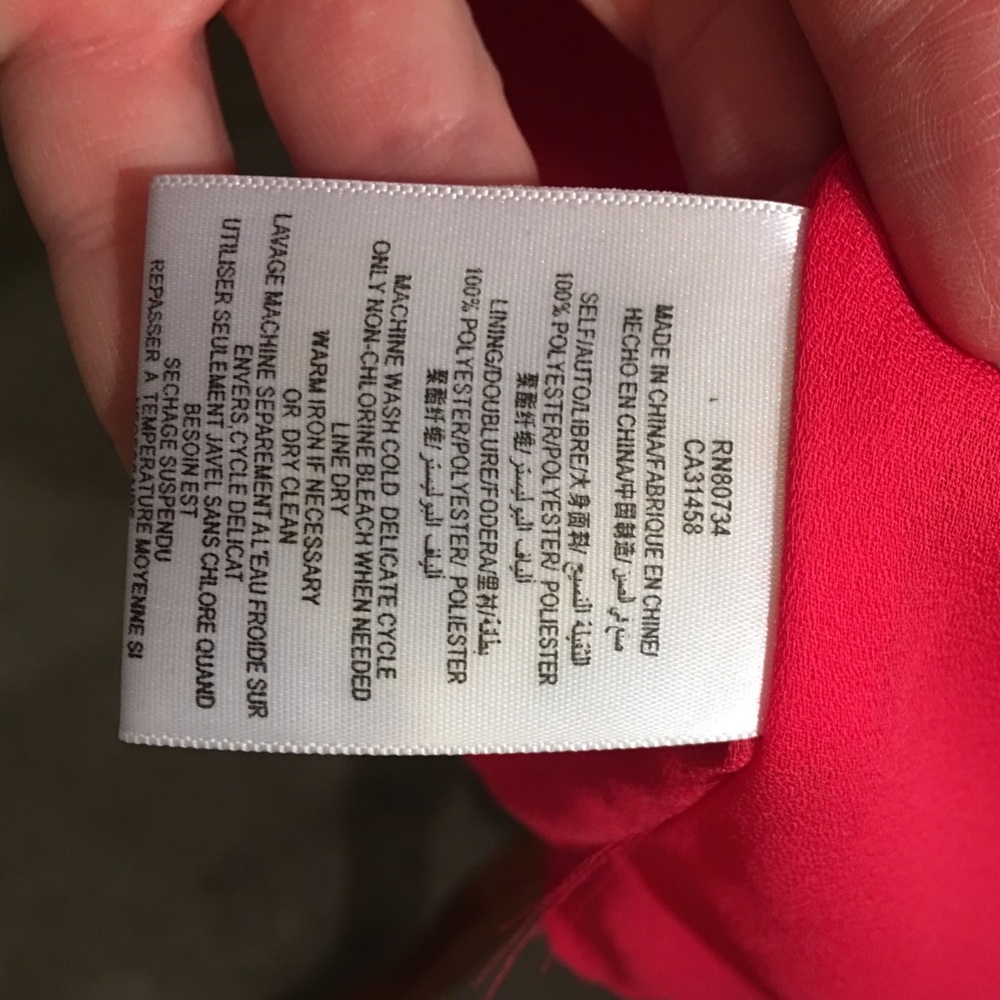 RN80734
CA31458
MADE IN CHINA/FABRIQUE EN CHINE/
HECHO EN CHINA/中国制造/ صنع في الصين
SELF/AUTO/LIBRE/大身面料/ الثقيلة النسيج
100% POLYESTER/POLYESTER/ POLIESTER
聚酯纤维/ ألياف البوليستر
LINING/DOUBLURE/FODERA/里衬/بطانة
100% POLYESTER/POLYESTER/ POLIESTER
聚酯纤维/ ألياف البوليستر
MACHINE WASH COLD DELICATE CYCLE
ONLY NON-CHLORINE BLEACH WHEN NEEDED
LINE DRY
WARM IRON IF NECESSARY
OR DRY CLEAN
LAVAGE MACHINE SEPAREMENT A L'EAU FROIDE SUR
ENVERS,CYCLE DELICAT
UTILISER SEULEMENT JAVEL SANS CHLORE QUAND
BESOIN EST
SECHAGE SUSPENDU
REPASSER A TEMPERATURE MOYENNE SI